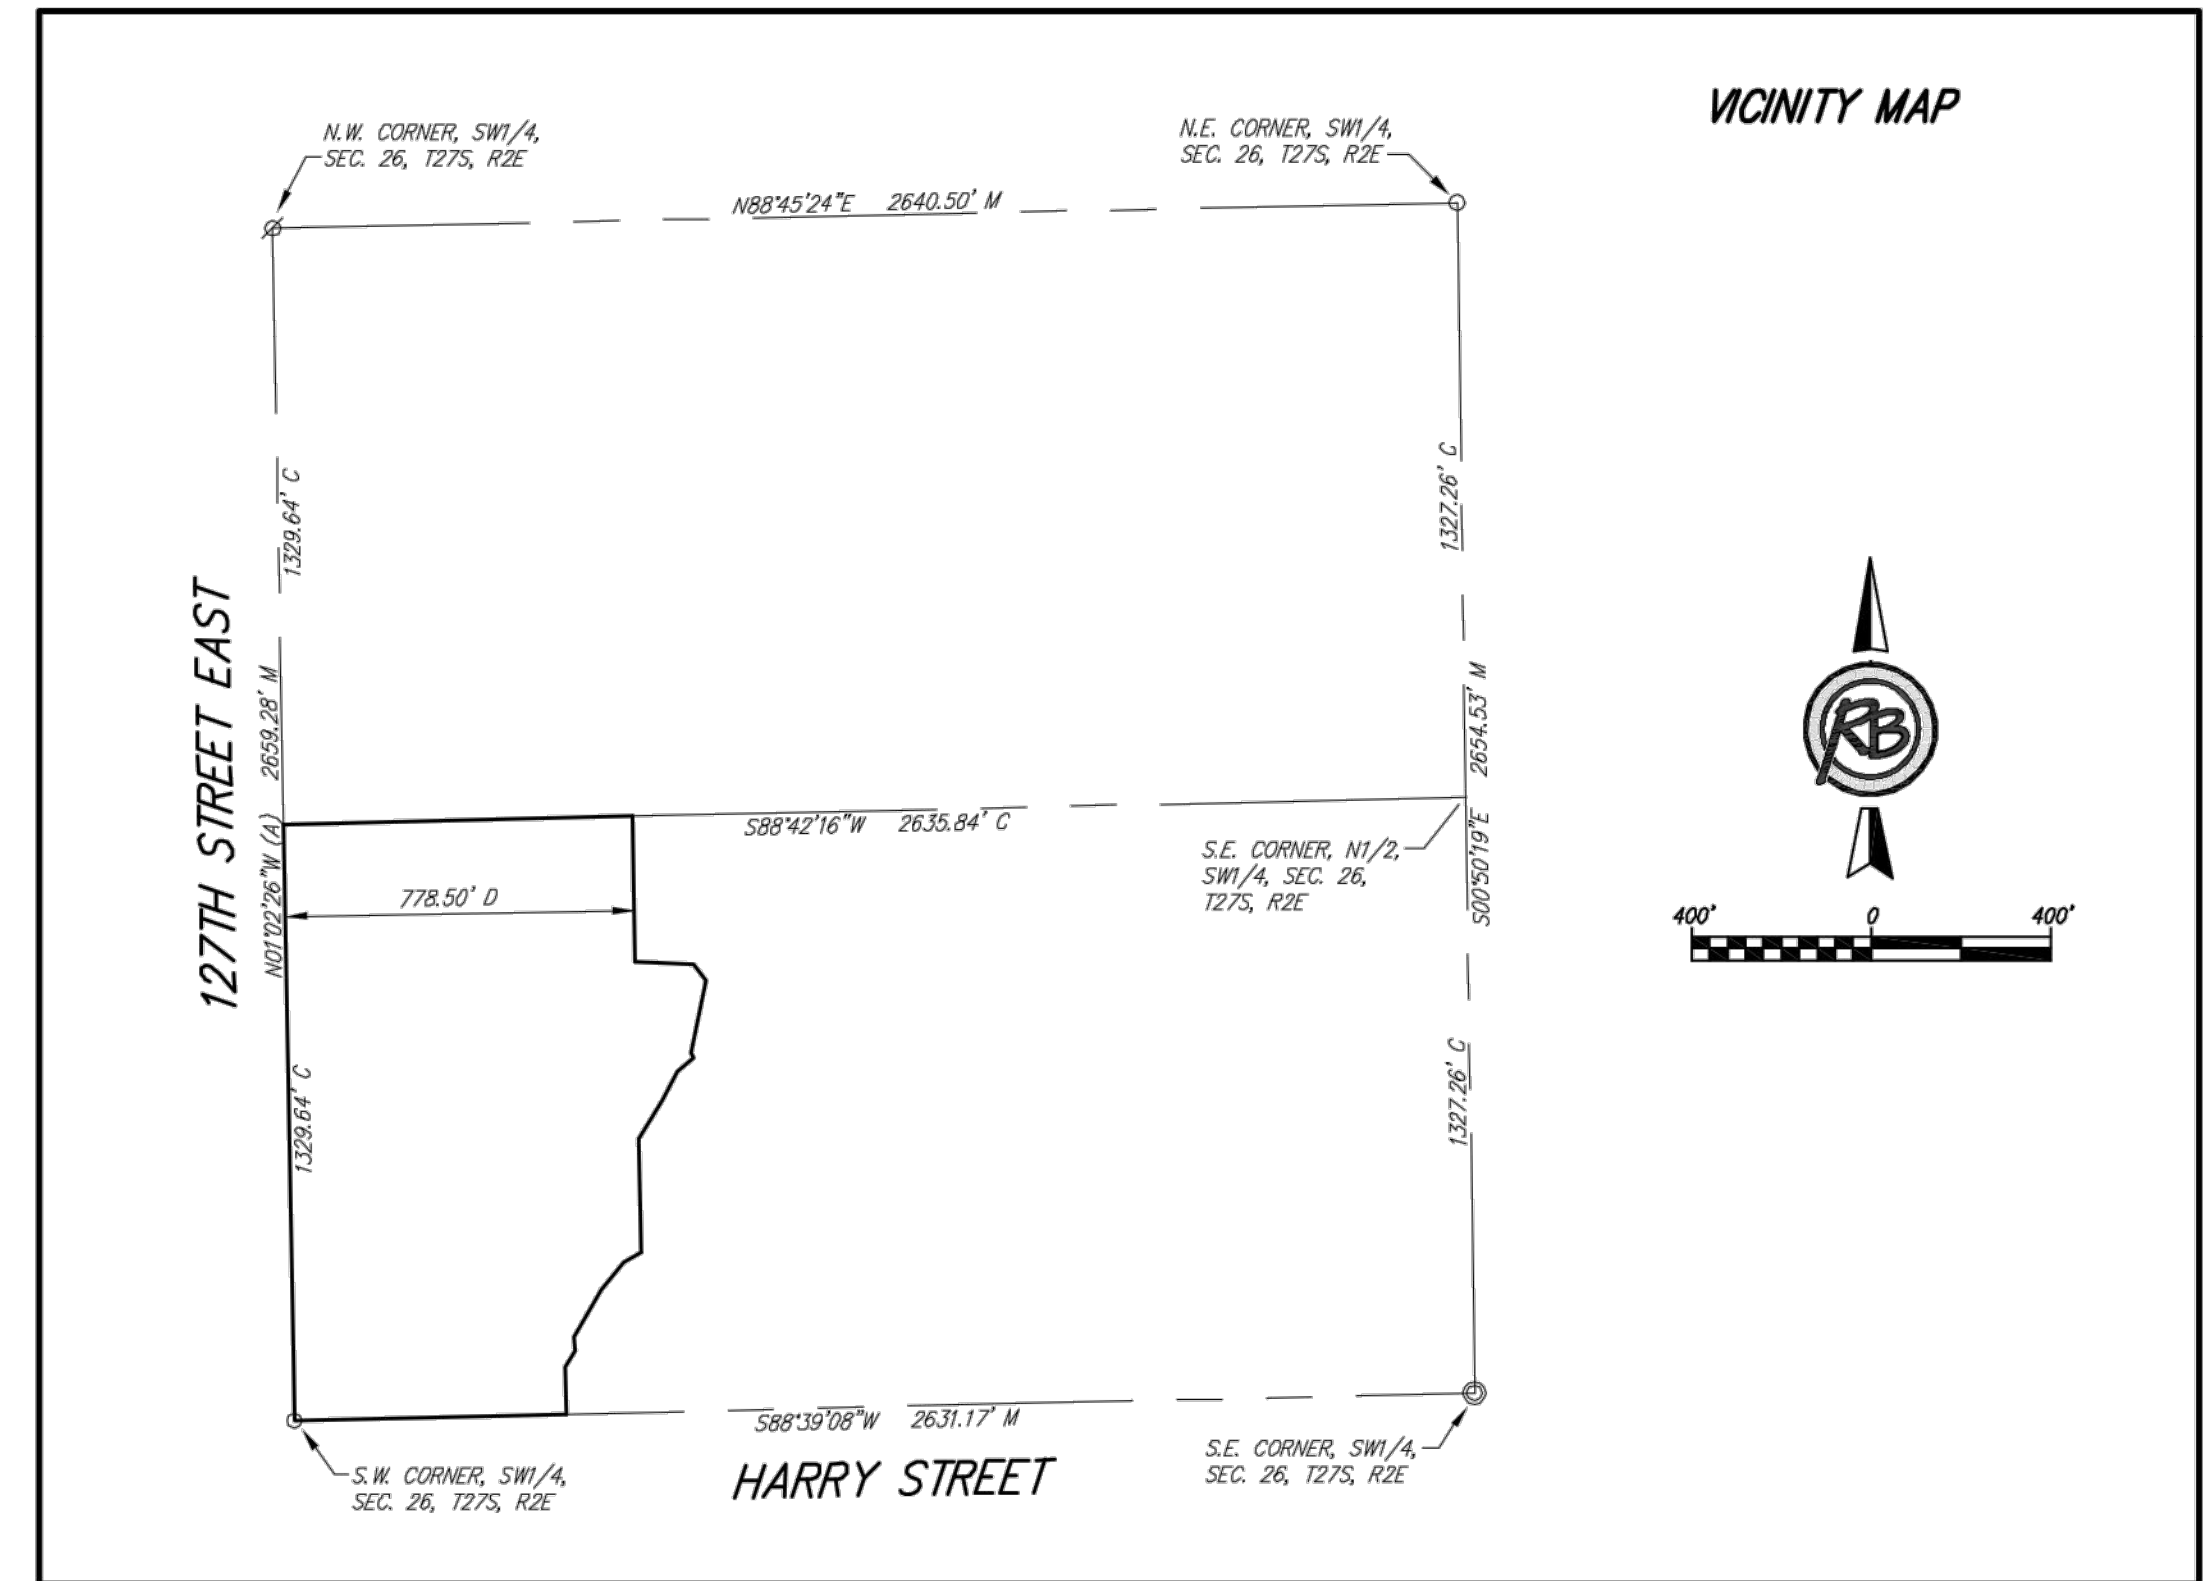 VICINITY MAP
N.W. CORNER, SW1/4,
SEC. 26, T27S, R2E
N.E. CORNER, SW1/4,
SEC. 26, T27S, R2E
N88°45'24"E 2640.50' M
1329.64' C
1327.26' C
127TH STREET EAST
N01°02'26"W (A) 2659.28' M
S00°50'19"E 2654.53' M
S88°42'16"W 2635.84' C
S.E. CORNER, N1/2,
SW1/4, SEC. 26,
T27S, R2E
778.50' D
RB
400' 0 400'
1329.64' C
1327.26' C
S88°39'08"W 2631.17' M
HARRY STREET
S.W. CORNER, SW1/4,
SEC. 26, T27S, R2E
S.E. CORNER, SW1/4,
SEC. 26, T27S, R2E